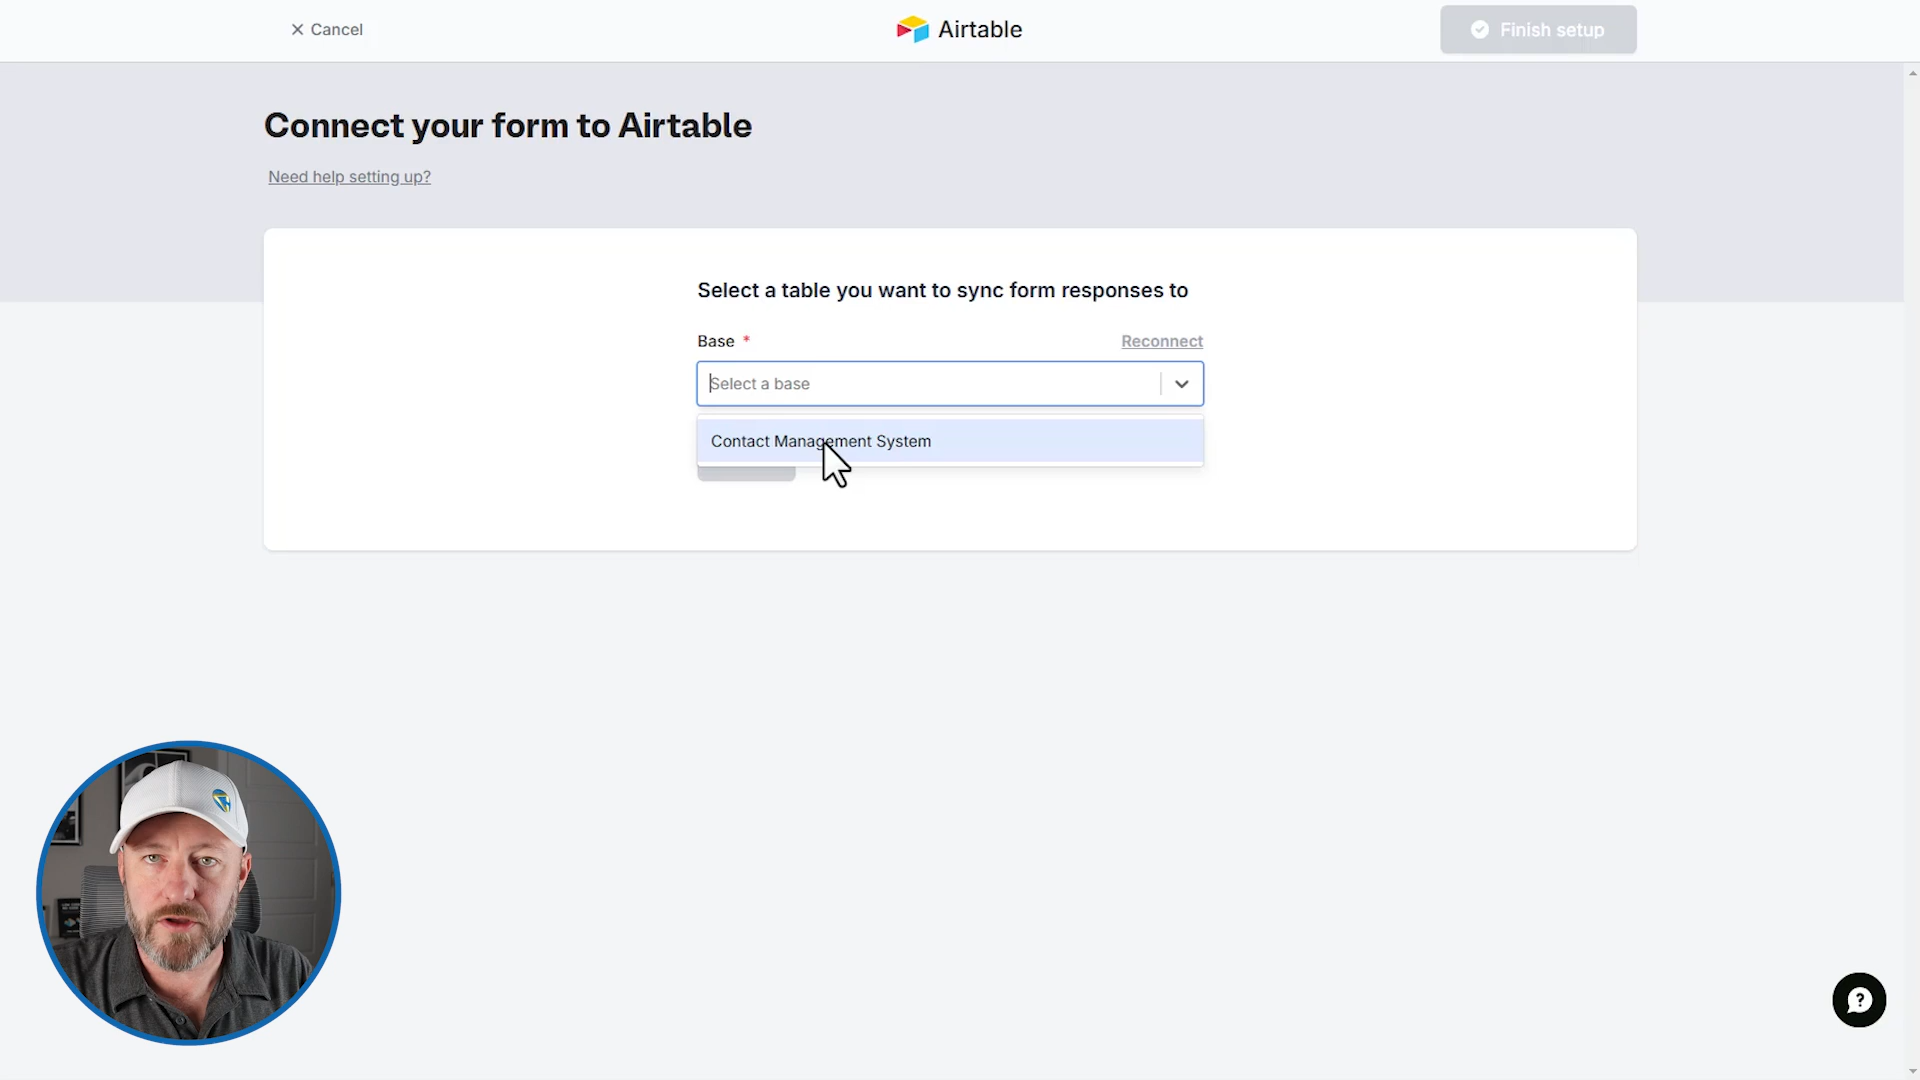 Cancel
Airtable
Finish setup
Connect your form to Airtable
Need help setting up?
Select a table you want to sync form responses to
Base *
Reconnect
Select a base
Contact Management System